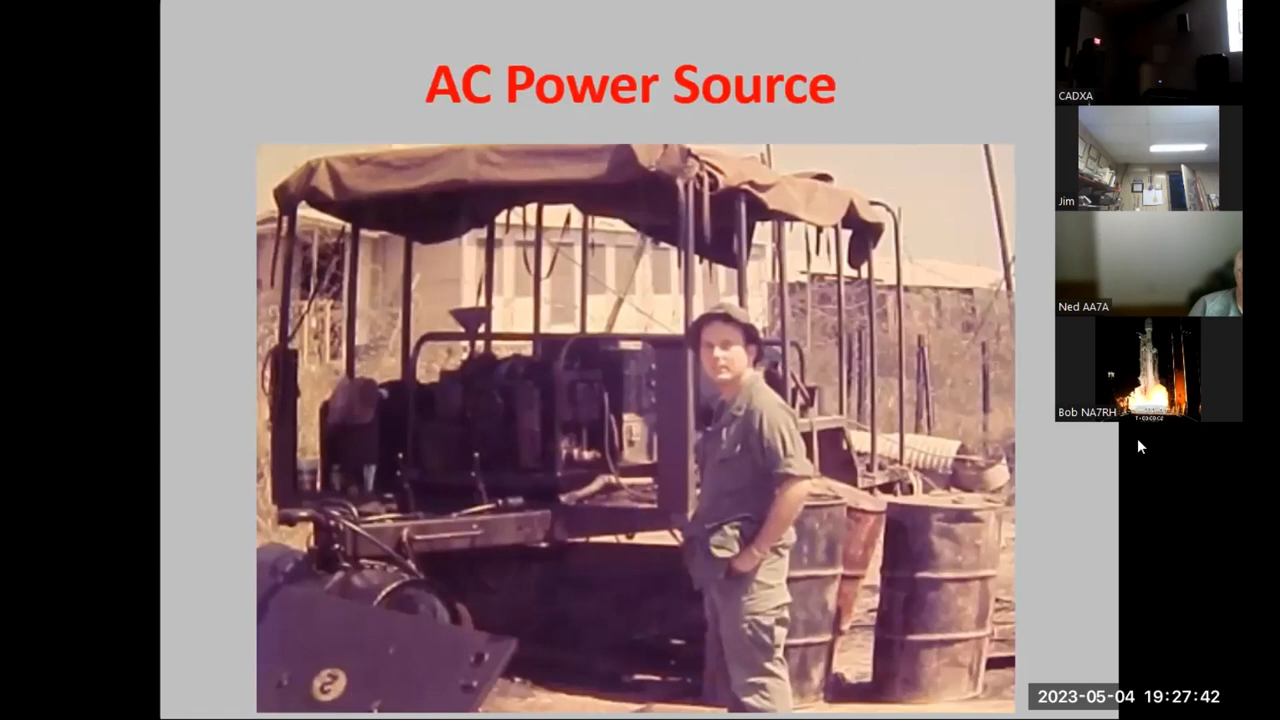 AC Power Source
CADXA
Jim
Ned AA7A
Bob NA7RH
2023-05-04 19:27:42